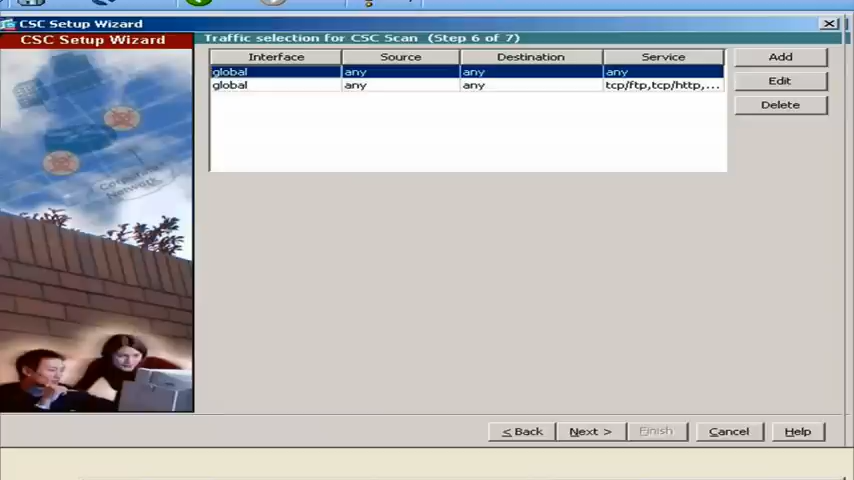 CSC Setup Wizard
CSC Setup Wizard
Traffic selection for CSC Scan (Step 6 of 7)
Interface Source Destination Service
global any any any
global any any tcp/ftp,tcp/http,...
Add
Edit
Delete
Corporate
Network
< Back Next > Finish Cancel Help